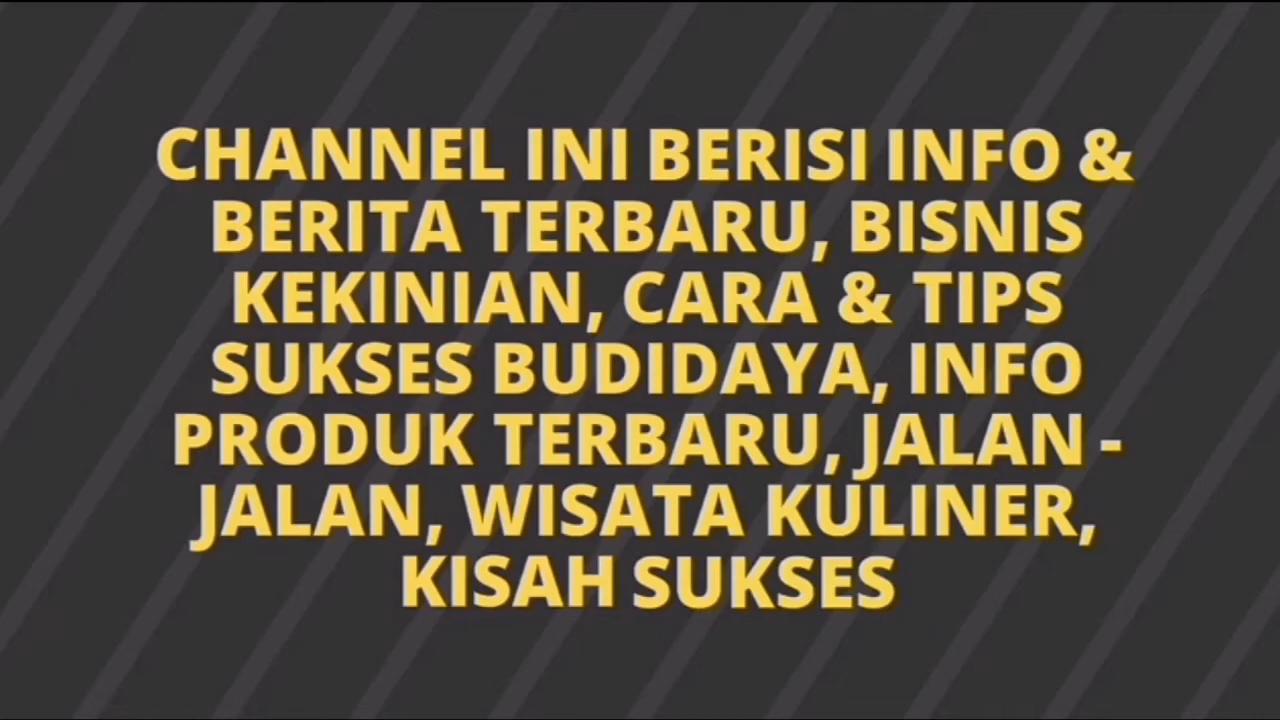 CHANNEL INI BERISI INFO &
BERITA TERBARU, BISNIS
KEKINIAN, CARA & TIPS
SUKSES BUDIDAYA, INFO
PRODUK TERBARU, JALAN -
JALAN, WISATA KULINER,
KISAH SUKSES